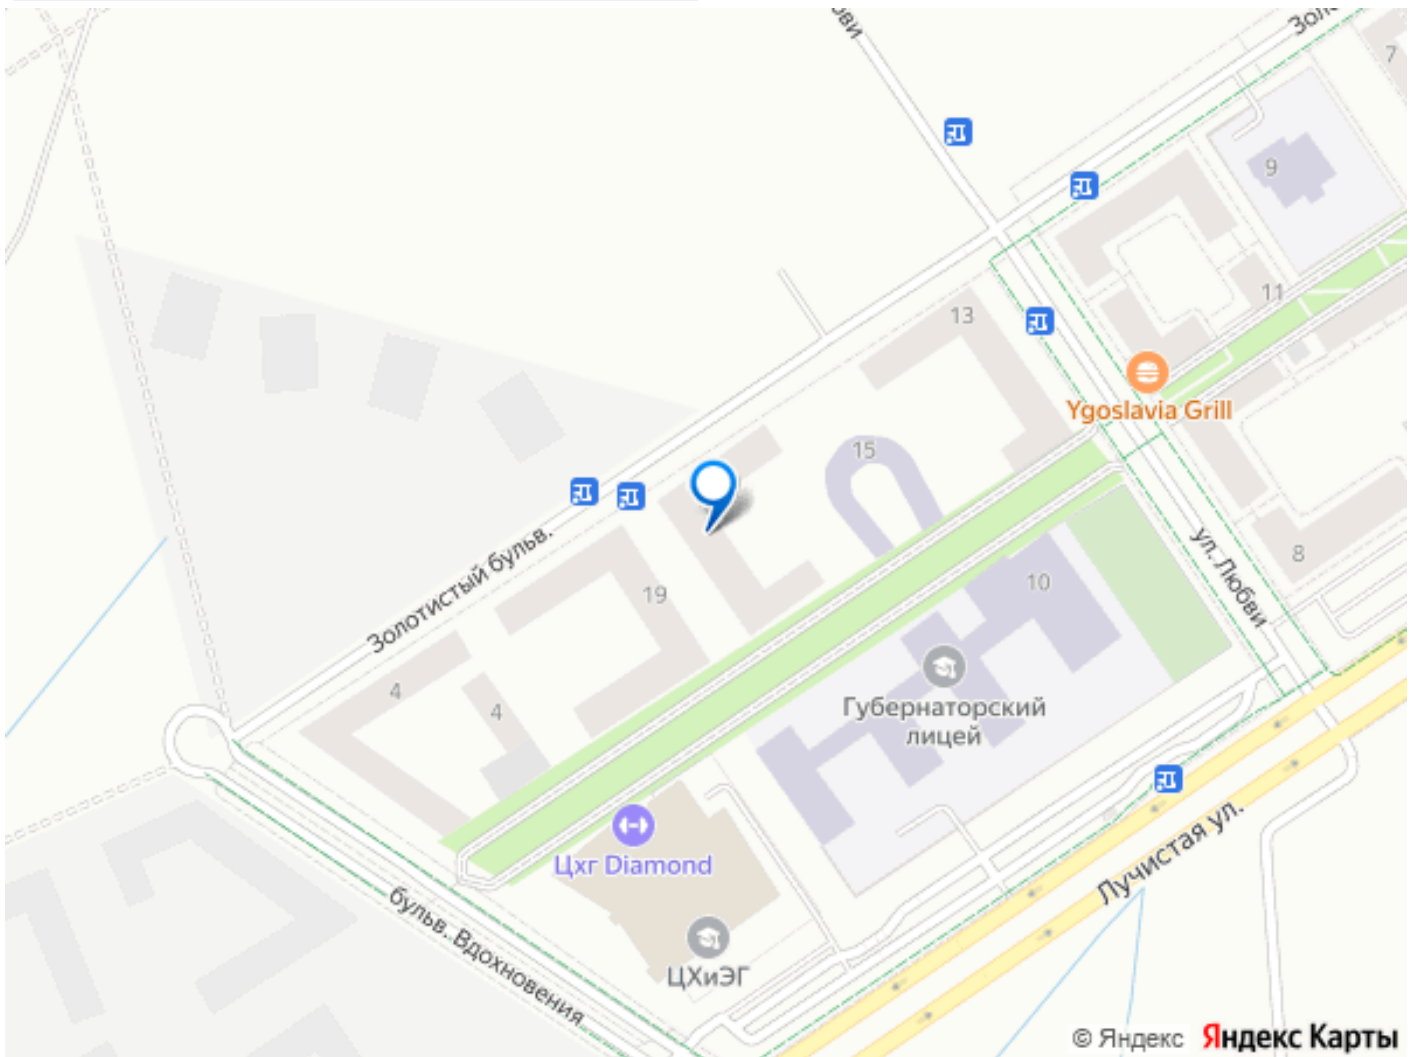 ови
Золо
7
9
11
13
Ygoslavia Grill
15
ул. Любви
8
Золотистый бульв.
19
10
4
4
Губернаторский
лицей
Цхг Diamond
Лучистая ул.
бульв. Вдохновения
ЦХиЭГ
© Яндекс Яндекс Карты